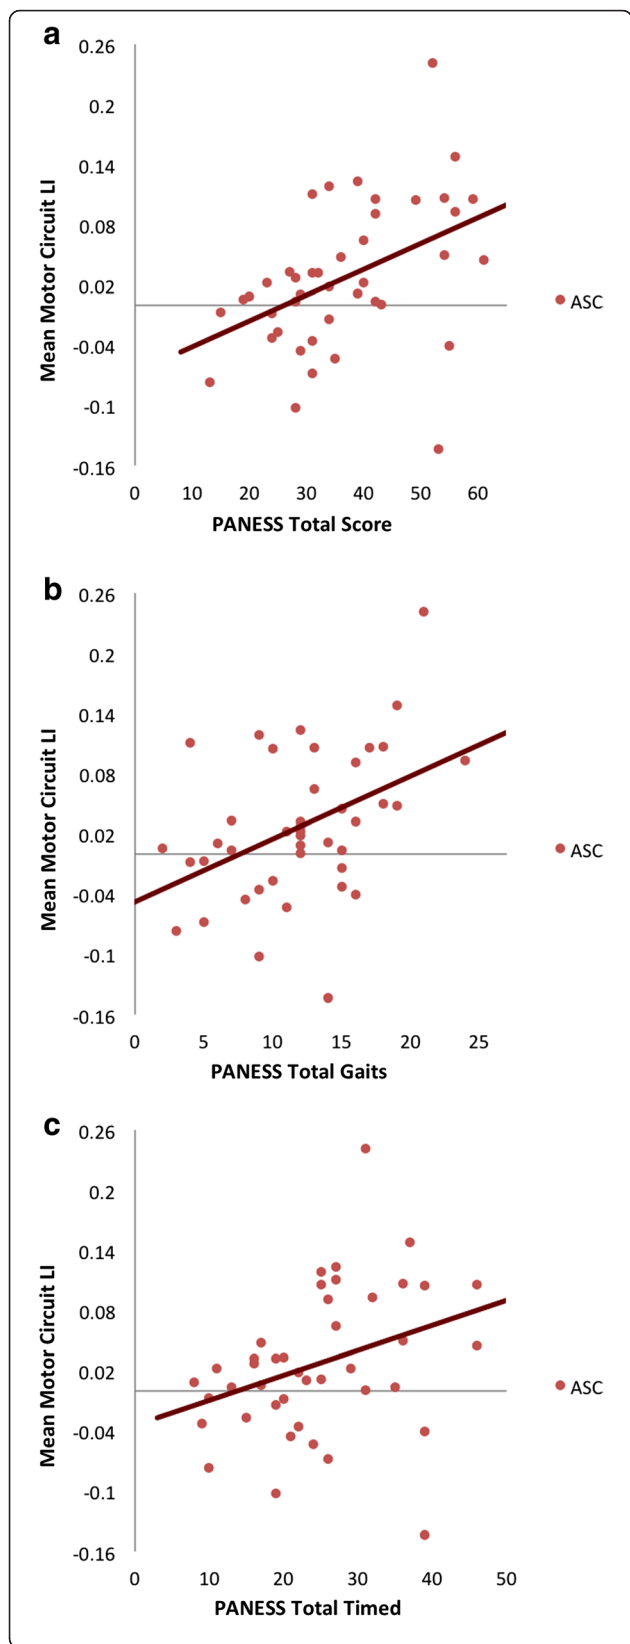 a
0.26
0.2
0.14
0.08
0.02
-0.04
-0.1
-0.16
Mean Motor Circuit LI
0 10 20 30 40 50 60
PANESS Total Score
ASC
b
0.26
0.2
0.14
0.08
0.02
-0.04
-0.1
-0.16
Mean Motor Circuit LI
0 5 10 15 20 25
PANESS Total Gaits
ASC
c
0.26
0.2
0.14
0.08
0.02
-0.04
-0.1
-0.16
Mean Motor Circuit LI
0 10 20 30 40 50
PANESS Total Timed
ASC